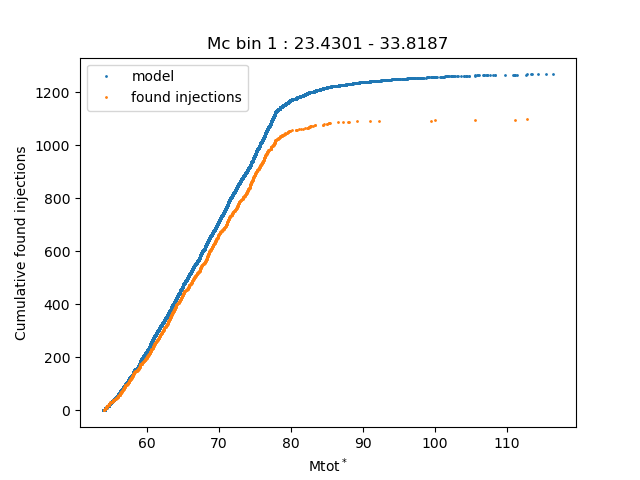 Mc bin 1 : 23.4301 - 33.8187
model
found injections
Cumulative found injections
1200
1000
800
600
400
200
0
60 70 80 90 100 110
Mtot*